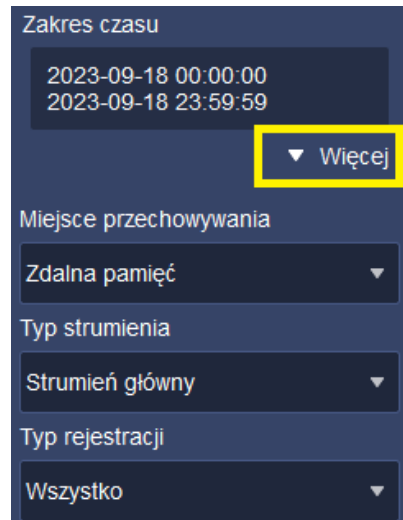 Zakres czasu
2023-09-18 00:00:00
2023-09-18 23:59:59
Więcej
Miejsce przechowywania
Zdalna pamięć
Typ strumienia
Strumień główny
Typ rejestracji
Wszystko